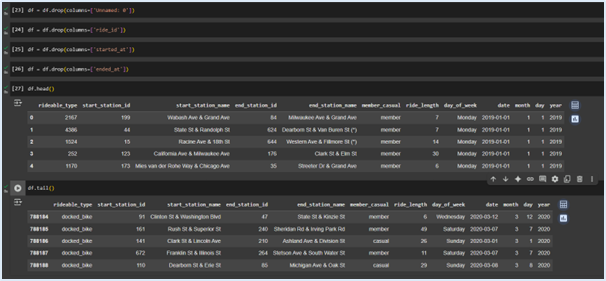 [23] df = df.drop(columns=['Unnamed: 0'])
[24] df = df.drop(columns=['ride_id'])
[25] df = df.drop(columns=['started_at'])
[26] df = df.drop(columns=['ended_at'])
[27] df.head()
rideable_type start_station_id start_station_name end_station_id end_station_name member_casual ride_length day_of_week date month day year
0 2167 199 Wabash Ave & Grand Ave 84 Milwaukee Ave & Grand Ave member 7 Monday 2019-01-01 1 1 2019
1 4386 44 State St & Randolph St 624 Dearborn St & Van Buren St (*) member 7 Monday 2019-01-01 1 1 2019
2 1524 15 Racine Ave & 18th St 644 Western Ave & Fillmore St (*) member 14 Monday 2019-01-01 1 1 2019
3 252 123 California Ave & Milwaukee Ave 176 Clark St & Elm St member 30 Monday 2019-01-01 1 1 2019
4 1170 173 Mies van der Rohe Way & Chicago Ave 35 Streeter Dr & Grand Ave member 6 Monday 2019-01-01 1 1 2019
df.tail()
rideable_type start_station_id start_station_name end_station_id end_station_name member_casual ride_length day_of_week date month day year
788184 docked_bike 91 Clinton St & Washington Blvd 47 State St & Kinzie St member 6 Wednesday 2020-03-12 3 12 2020
788185 docked_bike 161 Rush St & Superior St 240 Sheridan Rd & Irving Park Rd member 49 Saturday 2020-03-07 3 7 2020
788186 docked_bike 141 Clark St & Lincoln Ave 210 Ashland Ave & Division St casual 26 Sunday 2020-03-01 3 1 2020
788187 docked_bike 672 Franklin St & Illinois St 264 Stetson Ave & South Water St member 11 Saturday 2020-03-07 3 7 2020
788188 docked_bike 110 Dearborn St & Erie St 85 Michigan Ave & Oak St casual 29 Sunday 2020-03-08 3 8 2020